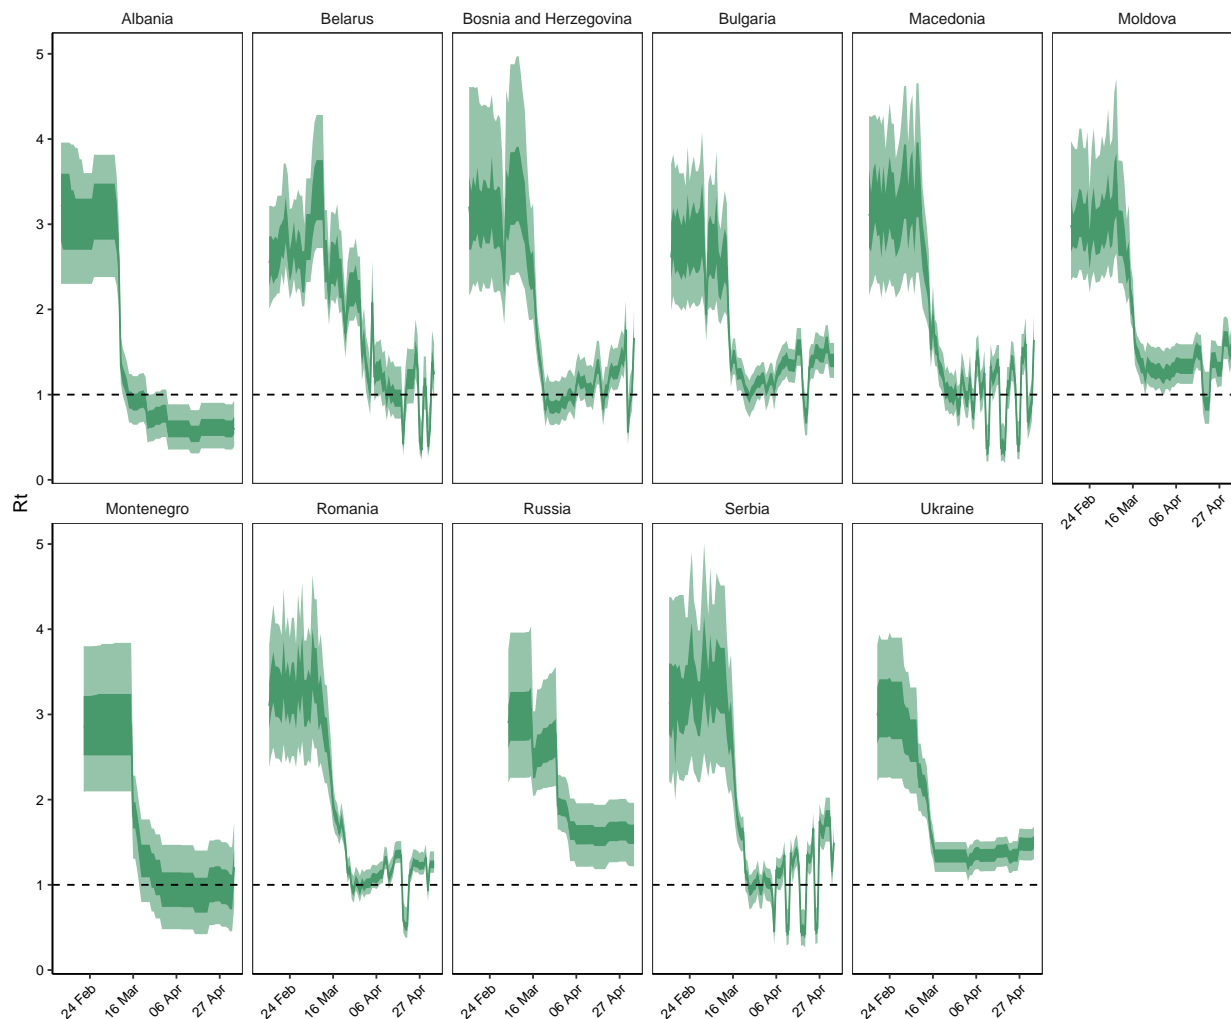 Albania
Belarus
Bosnia and Herzegovina
Bulgaria
Macedonia
Moldova
5
4
3
2
1
0
24 Feb
16 Mar
06 Apr
27 Apr
Rt
Montenegro
Romania
Russia
Serbia
Ukraine
5
4
3
2
1
0
24 Feb
16 Mar
06 Apr
27 Apr
24 Feb
16 Mar
06 Apr
27 Apr
24 Feb
16 Mar
06 Apr
27 Apr
24 Feb
16 Mar
06 Apr
27 Apr
24 Feb
16 Mar
06 Apr
27 Apr